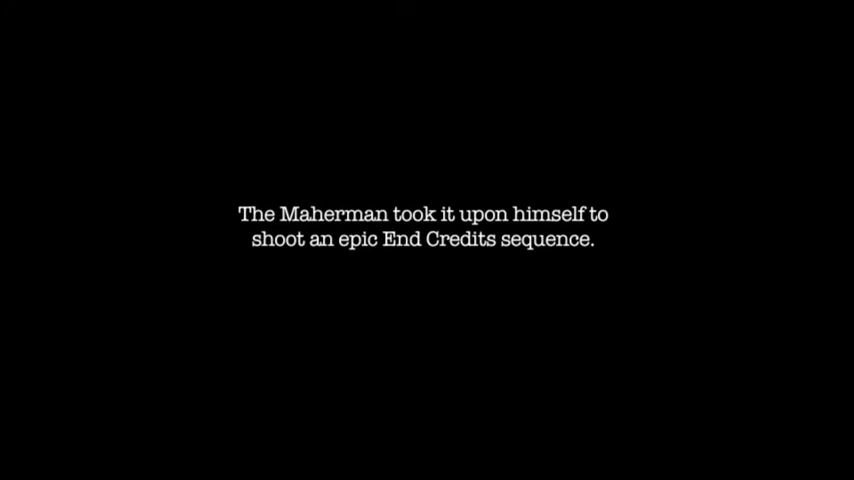 The Maherman took it upon himself to
shoot an epic End Credits sequence.